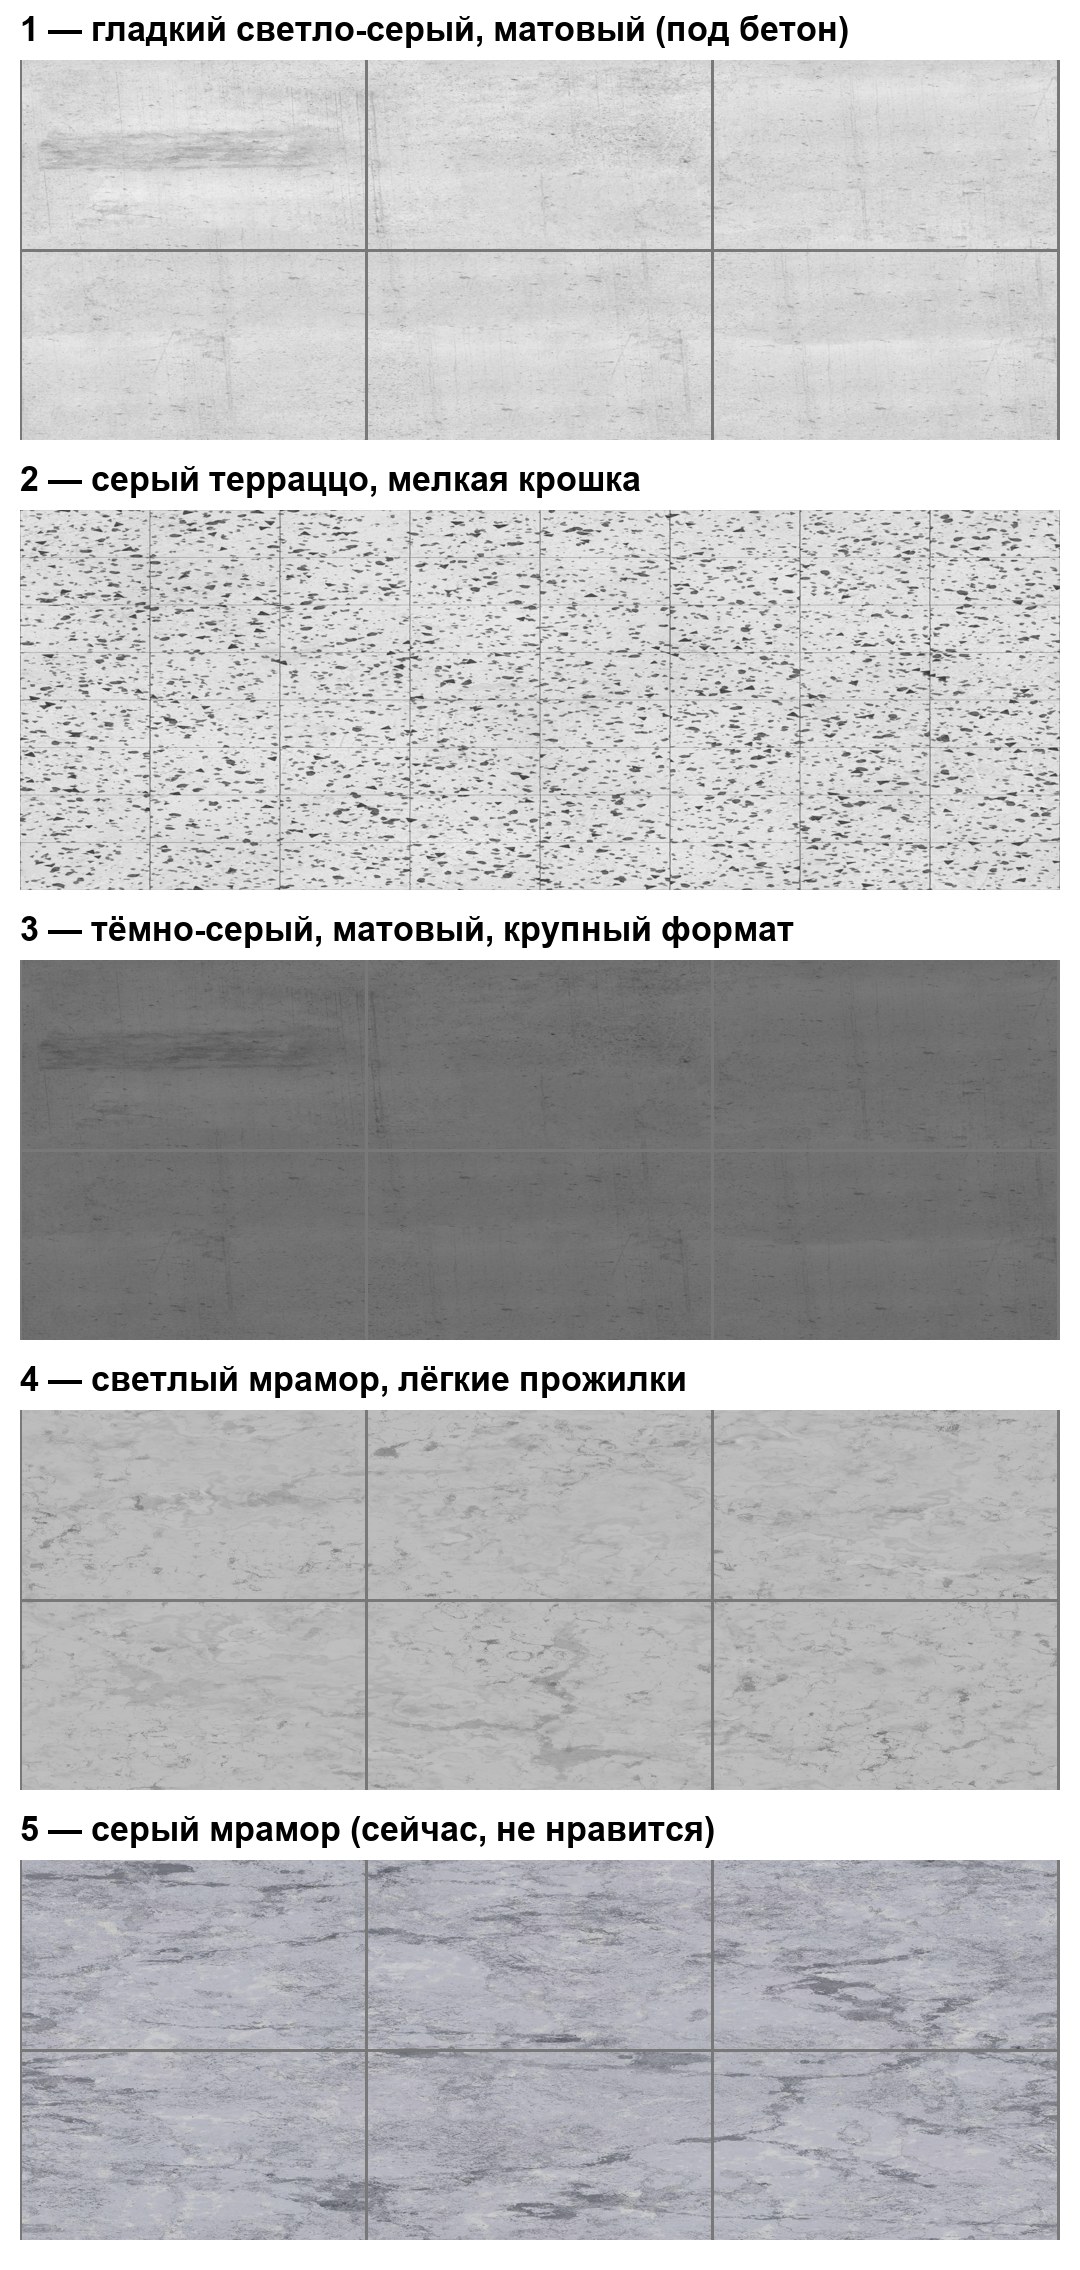 1 — гладкий светло-серый, матовый (под бетон)
2 — серый терраццо, мелкая крошка
3 — тёмно-серый, матовый, крупный формат
4 — светлый мрамор, лёгкие прожилки
5 — серый мрамор (сейчас, не нравится)